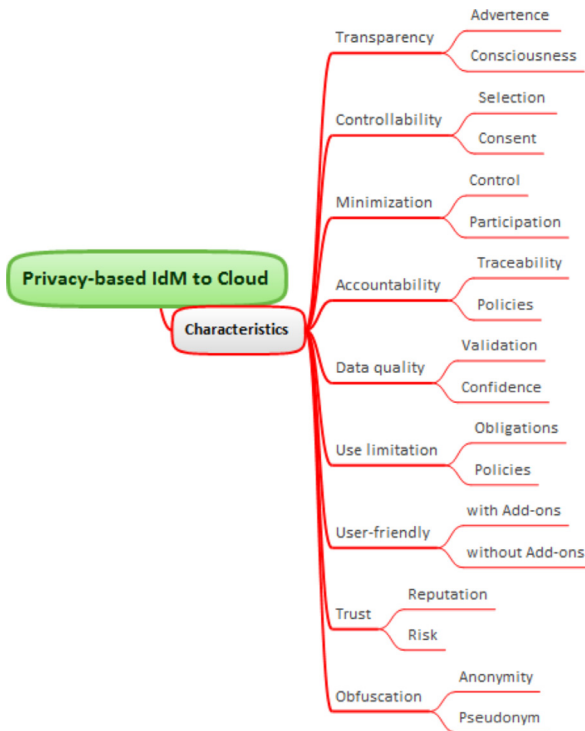 Privacy-based IdM to Cloud
Characteristics
Transparency
Advertence
Consciousness
Controllability
Selection
Consent
Minimization
Control
Participation
Accountability
Traceability
Policies
Data quality
Validation
Confidence
Use limitation
Obligations
Policies
User-friendly
with Add-ons
without Add-ons
Trust
Reputation
Risk
Obfuscation
Anonymity
Pseudonym